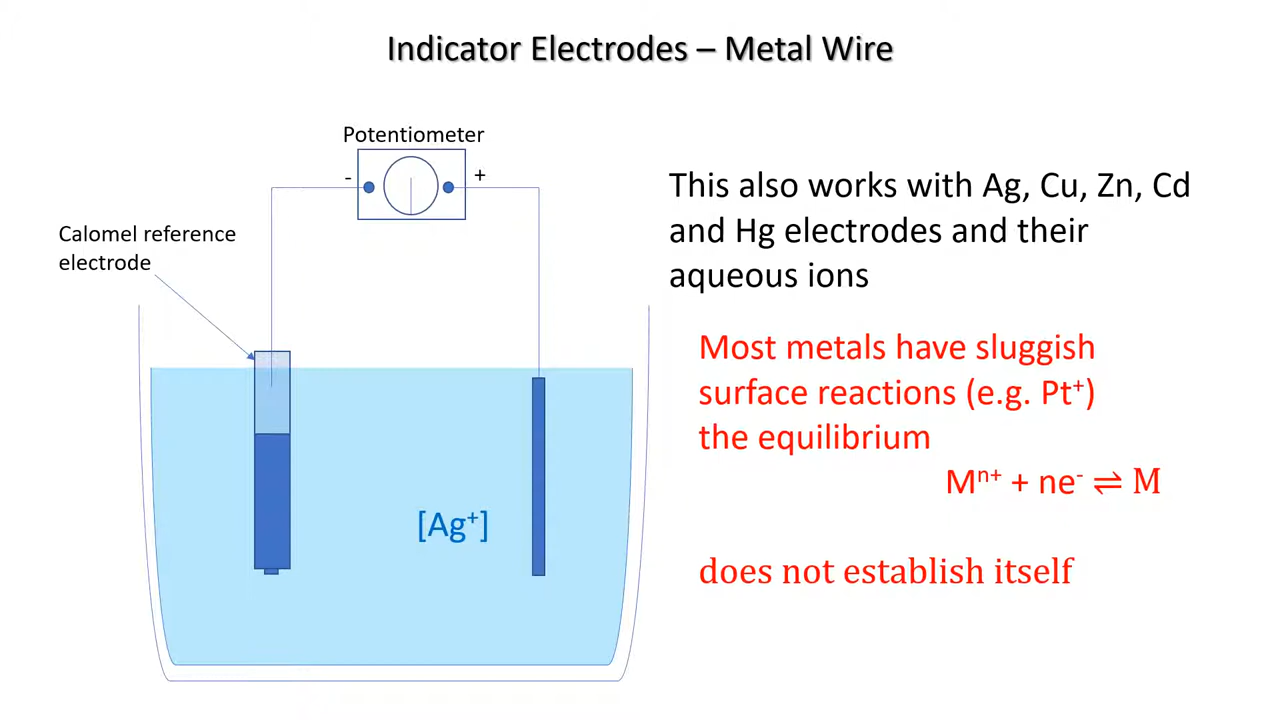 Indicator Electrodes – Metal Wire
Potentiometer
- +
Calomel reference
electrode
This also works with Ag, Cu, Zn, Cd
and Hg electrodes and their
aqueous ions
Most metals have sluggish
surface reactions (e.g. Pt⁺)
the equilibrium
Mⁿ⁺ + ne⁻ ⇌ M
[Ag⁺]
does not establish itself